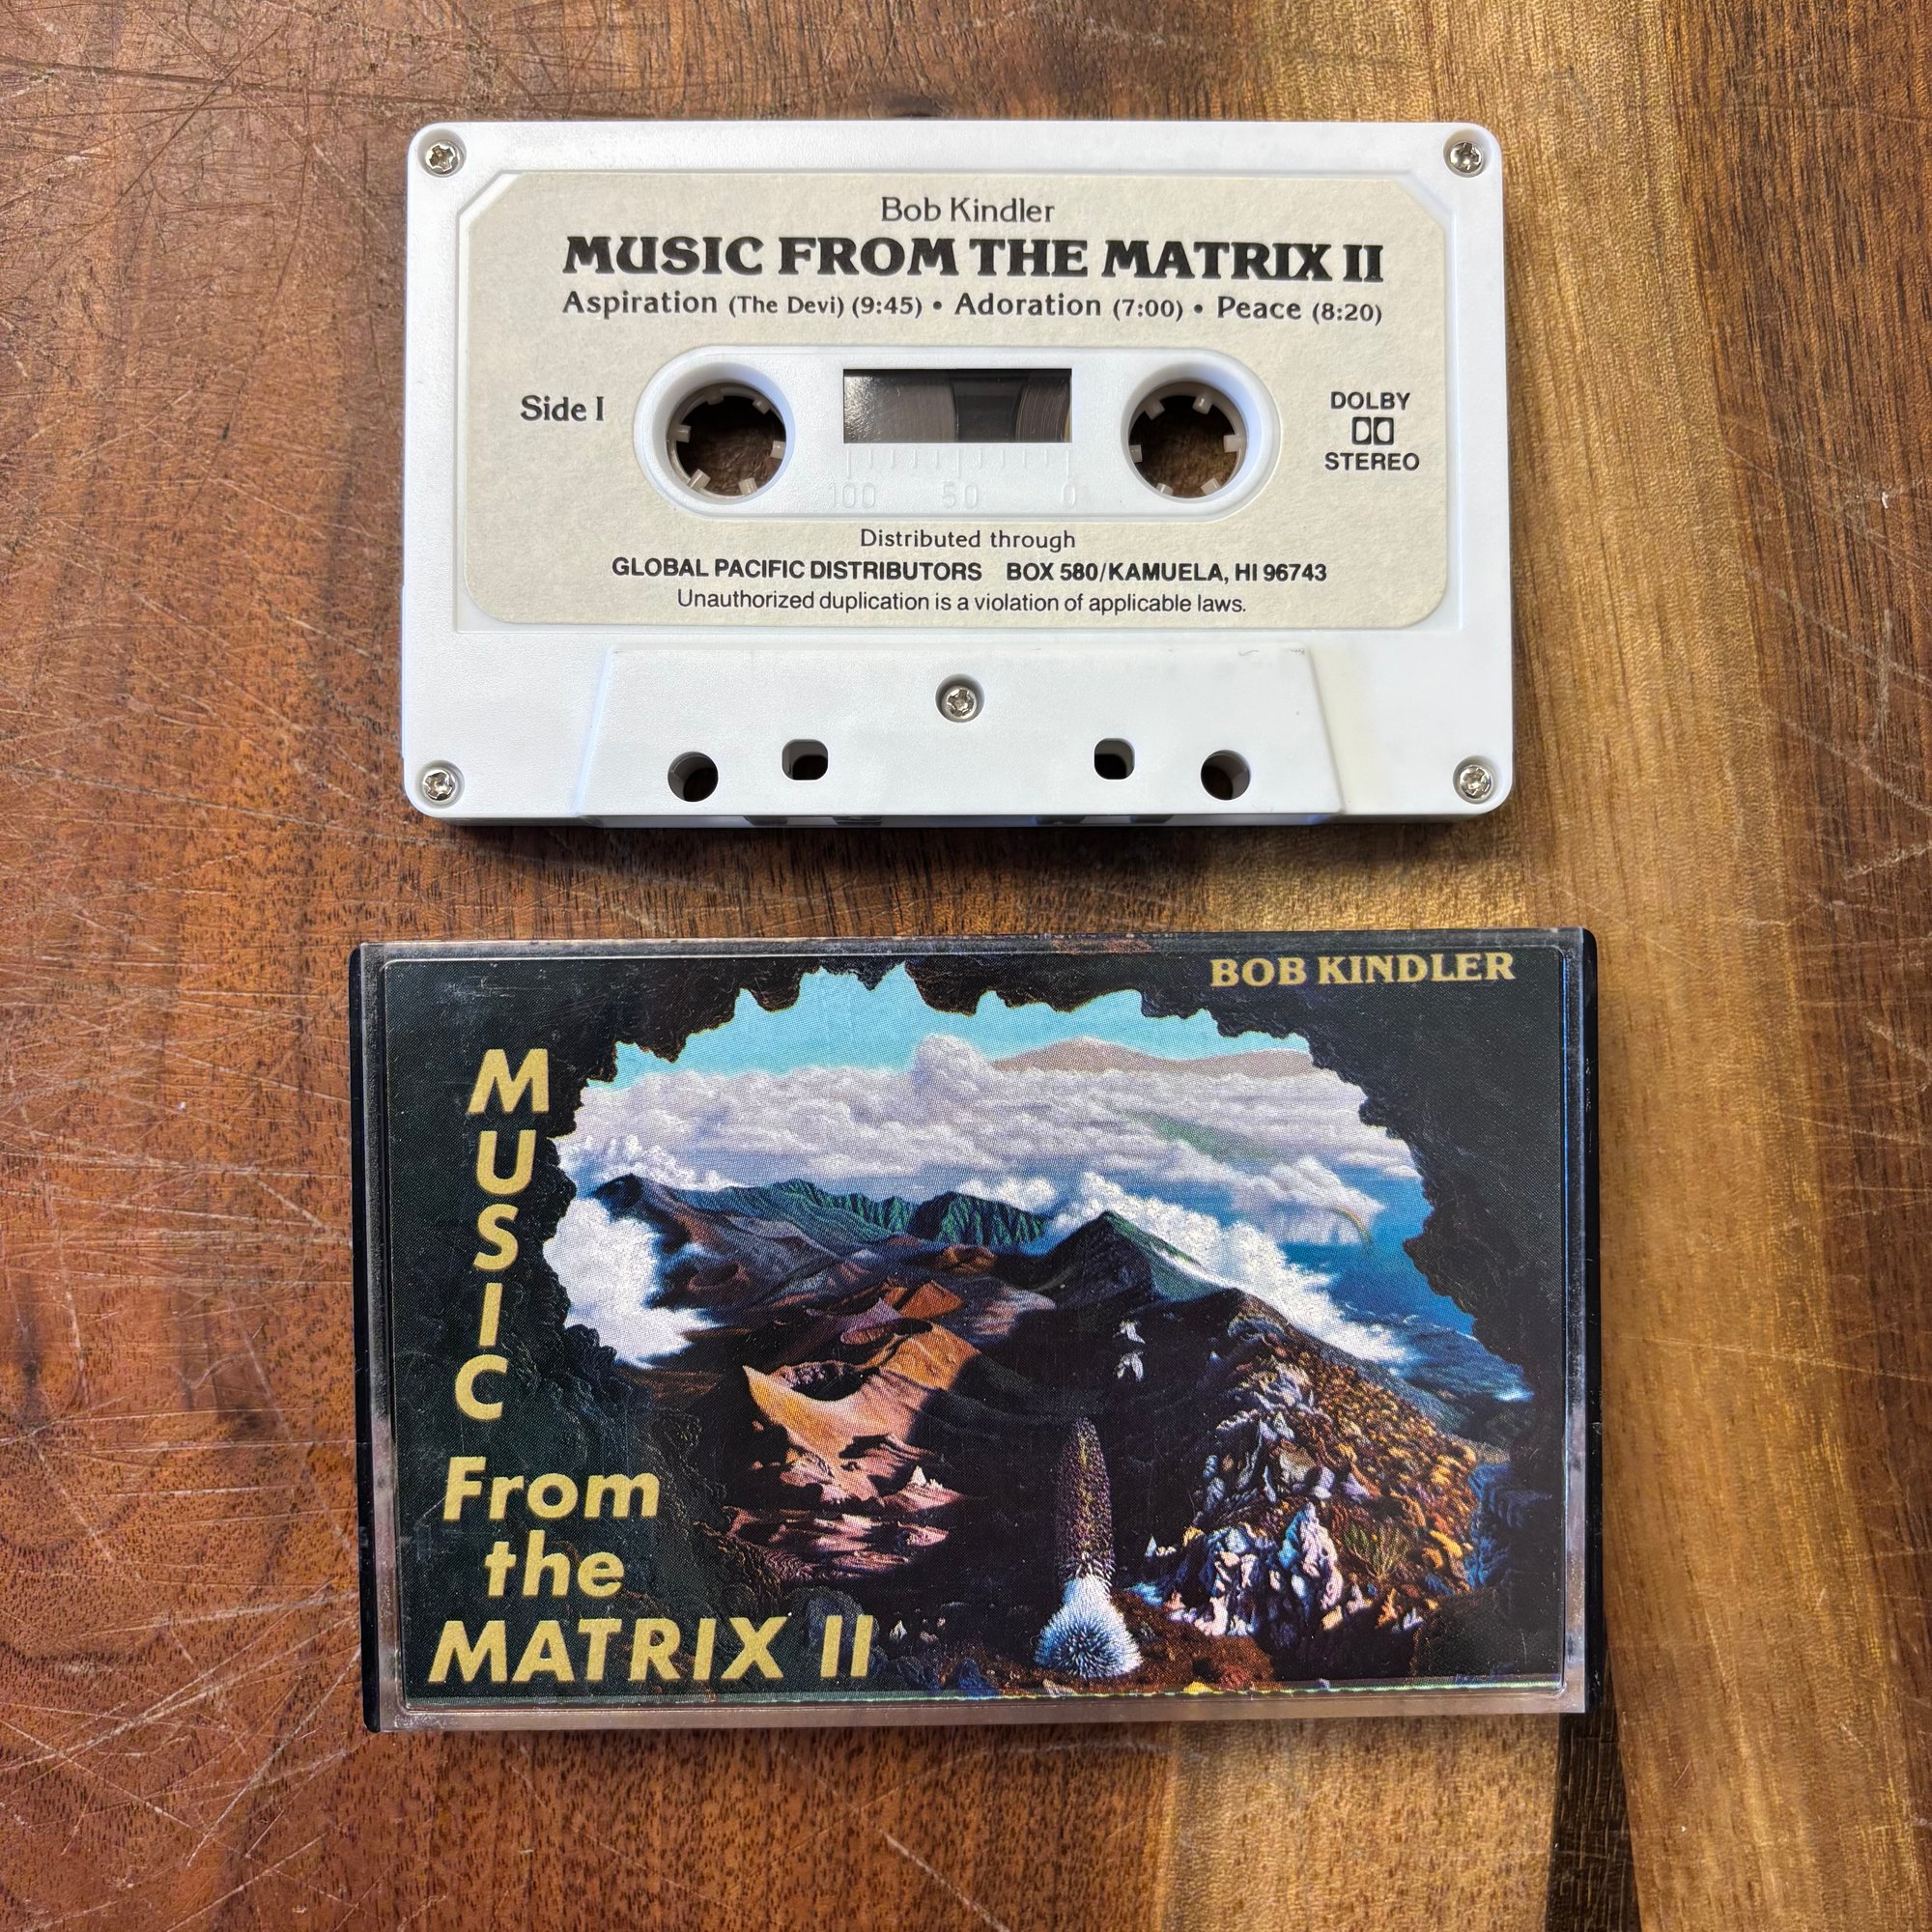 Bob Kindler
MUSIC FROM THE MATRIX II
Aspiration (The Devi) (9:45) • Adoration (7:00) • Peace (8:20)
Side I
DOLBY
STEREO
100 50 0
Distributed through
GLOBAL PACIFIC DISTRIBUTORS BOX 580/KAMUELA, HI 96743
Unauthorized duplication is a violation of applicable laws.
BOB KINDLER
MUSIC
From
the
MATRIX II